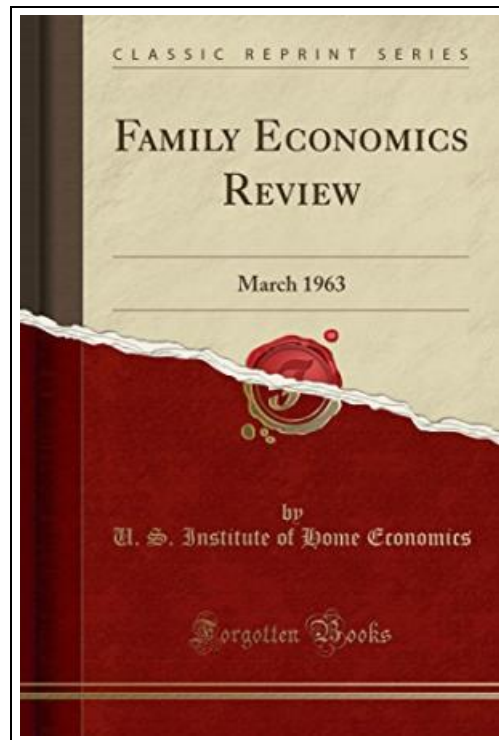 CLASSIC REPRINT SERIES
FAMILY ECONOMICS
REVIEW
March 1963
by
U. S. Institute of Home Economics
Forgotten Books